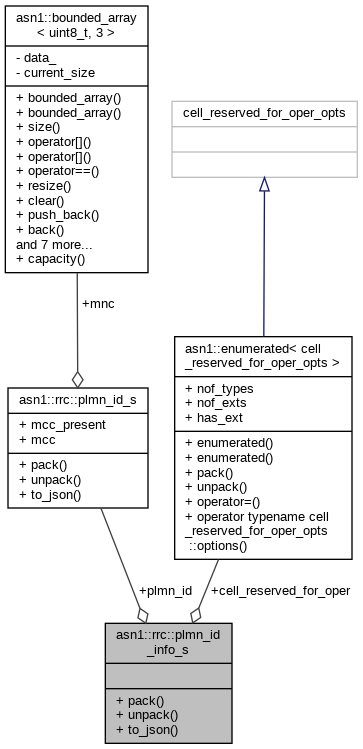 asn1::bounded_array
< uint8_t, 3 >
- data_
- current_size
+ bounded_array()
+ bounded_array()
+ size()
+ operator[]()
+ operator[]()
+ operator==()
+ resize()
+ clear()
+ push_back()
+ back()
and 7 more...
+ capacity()
cell_reserved_for_oper_opts
+mnc
asn1::rrc::plmn_id_s
+ mcc_present
+ mcc
+ pack()
+ unpack()
+ to_json()
asn1::enumerated< cell
_reserved_for_oper_opts >
+ nof_types
+ nof_exts
+ has_ext
+ enumerated()
+ enumerated()
+ pack()
+ unpack()
+ operator=()
+ operator typename cell
_reserved_for_oper_opts
::options()
+plmn_id
+cell_reserved_for_oper
asn1::rrc::plmn_id
_info_s
+ pack()
+ unpack()
+ to_json()